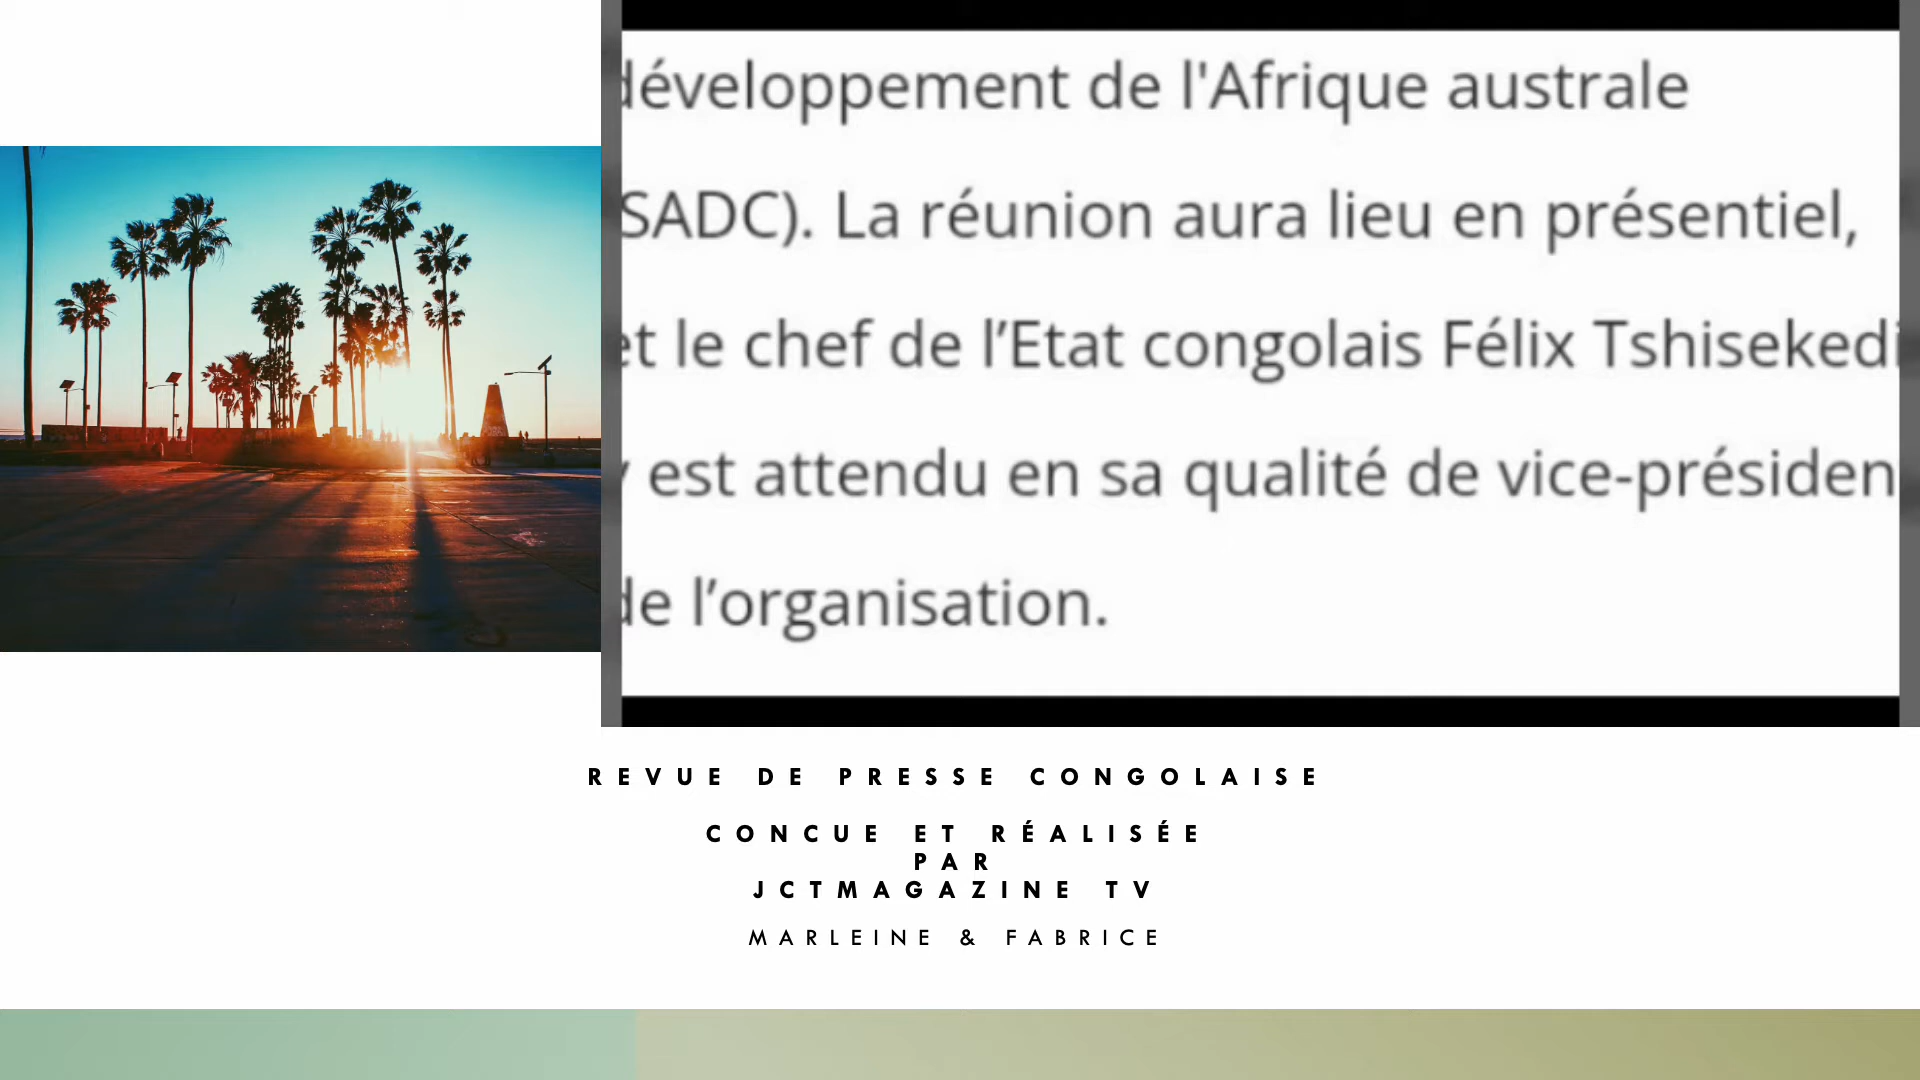 développement de l'Afrique australe
SADC). La réunion aura lieu en présentiel,
et le chef de l’Etat congolais Félix Tshisekedi
y est attendu en sa qualité de vice-présiden
de l’organisation.
REVUE DE PRESSE CONGOLAISE
CONCUE ET RÉALISÉE
PAR
JCTMAGAZINE TV
MARLEINE & FABRICE